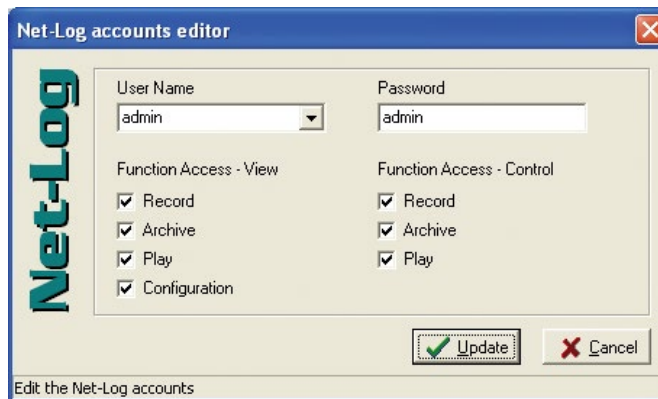 Net-Log accounts editor
Net-Log
User Name
admin
Password
admin
Function Access - View
Record
Archive
Play
Configuration
Function Access - Control
Record
Archive
Play
Update
Cancel
Edit the Net-Log accounts